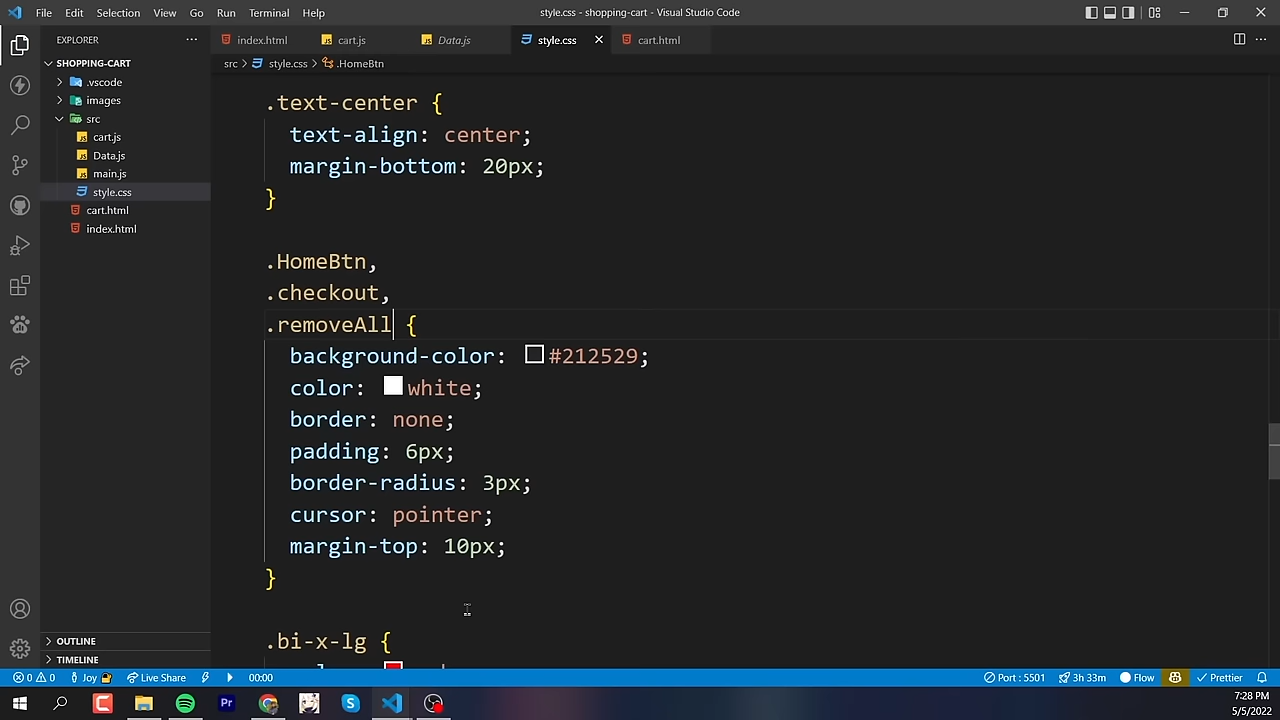 File Edit Selection View Go Run Terminal Help
style.css - shopping-cart - Visual Studio Code
EXPLORER
SHOPPING-CART
.vscode
images
src
cart.js
Data.js
main.js
style.css
cart.html
index.html
OUTLINE
TIMELINE
index.html cart.js Data.js style.css cart.html
src > style.css > .HomeBtn
.text-center {
text-align: center;
margin-bottom: 20px;
}
.HomeBtn,
.checkout,
.removeAll {
background-color: #212529;
color: white;
border: none;
padding: 6px;
border-radius: 3px;
cursor: pointer;
margin-top: 10px;
}
.bi-x-lg {
0 0 Joy Live Share 00:00 Port : 5501 3h 33m Flow Prettier
Pr
7:28 PM
5/5/2022